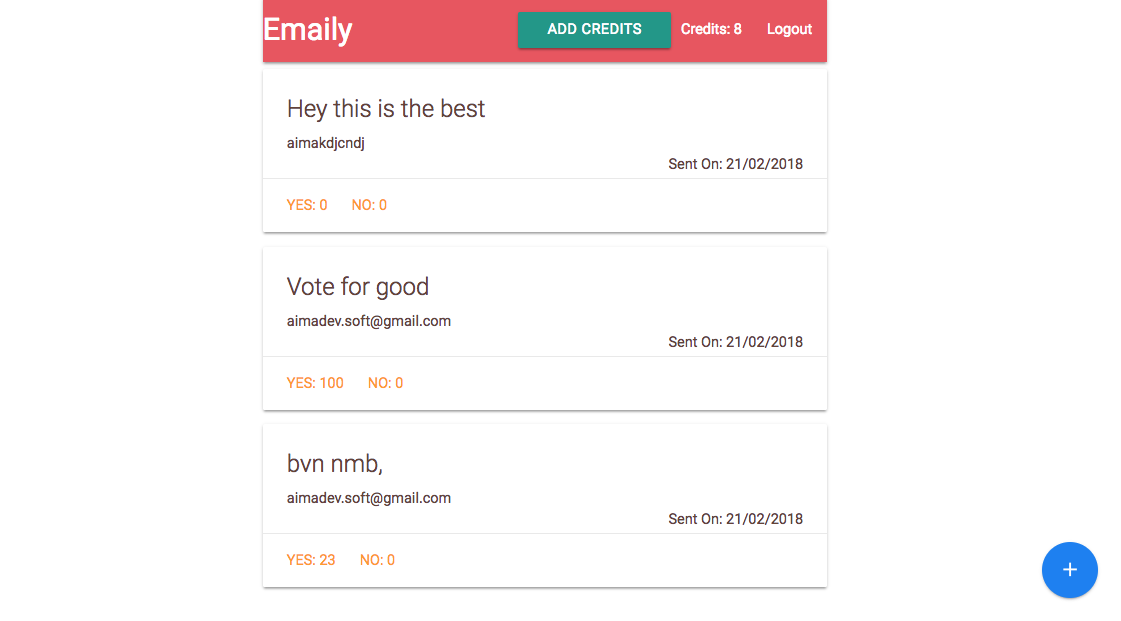 Emaily
ADD CREDITS
Credits: 8
Logout
Hey this is the best
aimakdjcndj
Sent On: 21/02/2018
YES: 0 NO: 0
Vote for good
aimadev.soft@gmail.com
Sent On: 21/02/2018
YES: 100 NO: 0
bvn nmb,
aimadev.soft@gmail.com
Sent On: 21/02/2018
YES: 23 NO: 0
+